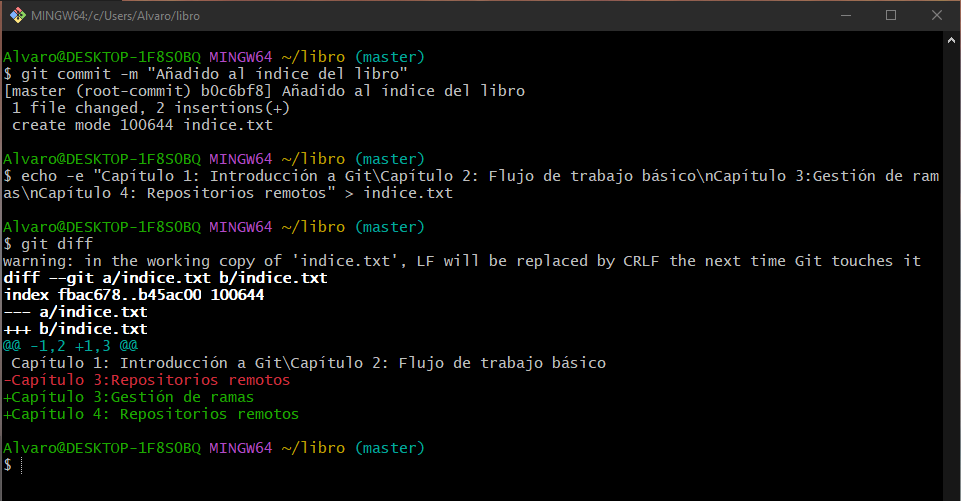 MINGW64:/c/Users/Alvaro/libro
Alvaro@DESKTOP-1F8S0BQ MINGW64 ~/libro (master)
$ git commit -m "Añadido al índice del libro"
[master (root-commit) b0c6bf8] Añadido al índice del libro
 1 file changed, 2 insertions(+)
 create mode 100644 indice.txt
Alvaro@DESKTOP-1F8S0BQ MINGW64 ~/libro (master)
$ echo -e "Capítulo 1: Introducción a Git\Capítulo 2: Flujo de trabajo básico\nCapítulo 3:Gestión de ram
as\nCapítulo 4: Repositorios remotos" > indice.txt
Alvaro@DESKTOP-1F8S0BQ MINGW64 ~/libro (master)
$ git diff
warning: in the working copy of 'indice.txt', LF will be replaced by CRLF the next time Git touches it
diff --git a/indice.txt b/indice.txt
index fbac678..b45ac00 100644
--- a/indice.txt
+++ b/indice.txt
@@ -1,2 +1,3 @@
 Capítulo 1: Introducción a Git\Capítulo 2: Flujo de trabajo básico
-Capítulo 3:Repositorios remotos
+Capítulo 3:Gestión de ramas
+Capítulo 4: Repositorios remotos
Alvaro@DESKTOP-1F8S0BQ MINGW64 ~/libro (master)
$